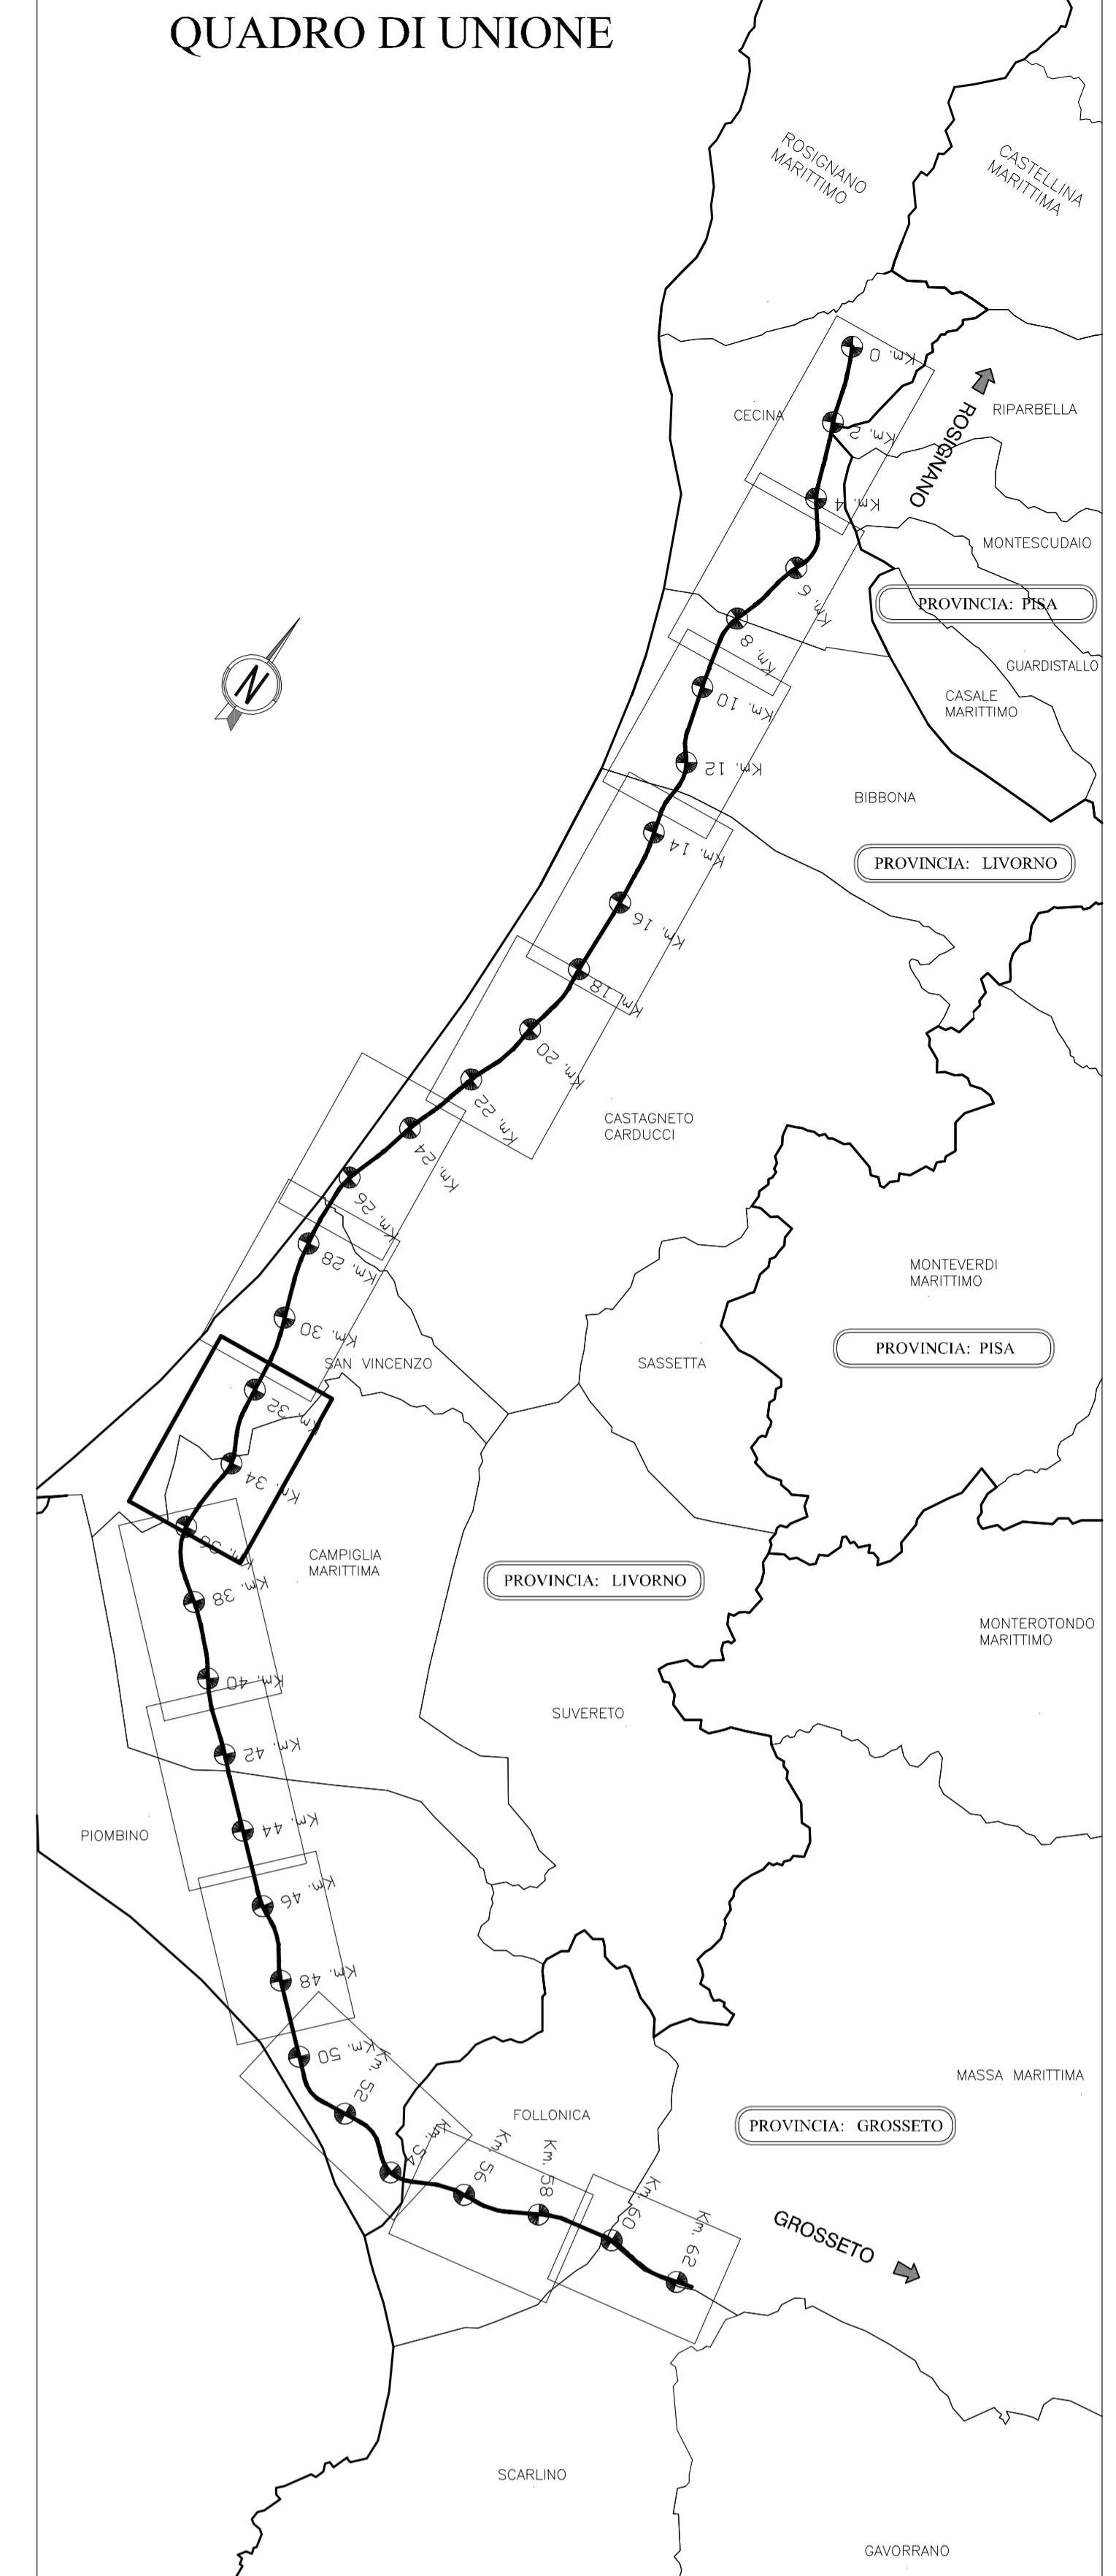 QUADRO DI UNIONE
ROSIGNANO
MARITTIMO
CASTELLINA
MARITTIMA
Km. 0
CECINA
RIPARBELLA
ROSIGNANO
Km. 2
Km. 4
MONTESCUDAIO
Km. 6
PROVINCIA: PISA
Km. 8
GUARDISTALLO
N
CASALE
MARITTIMO
Km. 10
Km. 12
BIBBONA
Km. 14
PROVINCIA: LIVORNO
Km. 16
Km. 18
Km. 20
Km. 22
CASTAGNETO
CARDUCCI
Km. 24
Km. 26
Km. 28
MONTEVERDI
MARITTIMO
Km. 30
PROVINCIA: PISA
SAN VINCENZO
SASSETTA
Km. 32
Km. 34
Km. 36
CAMPIGLIA
MARITTIMA
PROVINCIA: LIVORNO
Km. 38
MONTEROTONDO
MARITTIMO
Km. 40
SUVERETO
Km. 42
Km. 44
PIOMBINO
Km. 46
Km. 48
Km. 50
Km. 52
MASSA MARITTIMA
FOLLONICA
PROVINCIA: GROSSETO
Km. 54
Km. 56
Km. 58
Km. 60
Km. 62
GROSSETO
SCARLINO
GAVORRANO